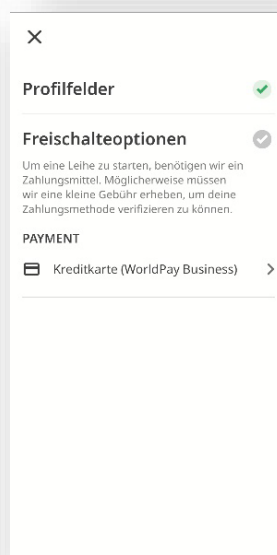 Profilfelder
Freischalteoptionen
Um eine Leihe zu starten, benötigen wir ein
Zahlungsmittel. Möglicherweise müssen
wir eine kleine Gebühr erheben, um deine
Zahlungsmethode verifizieren zu können.
PAYMENT
Kreditkarte (WorldPay Business)